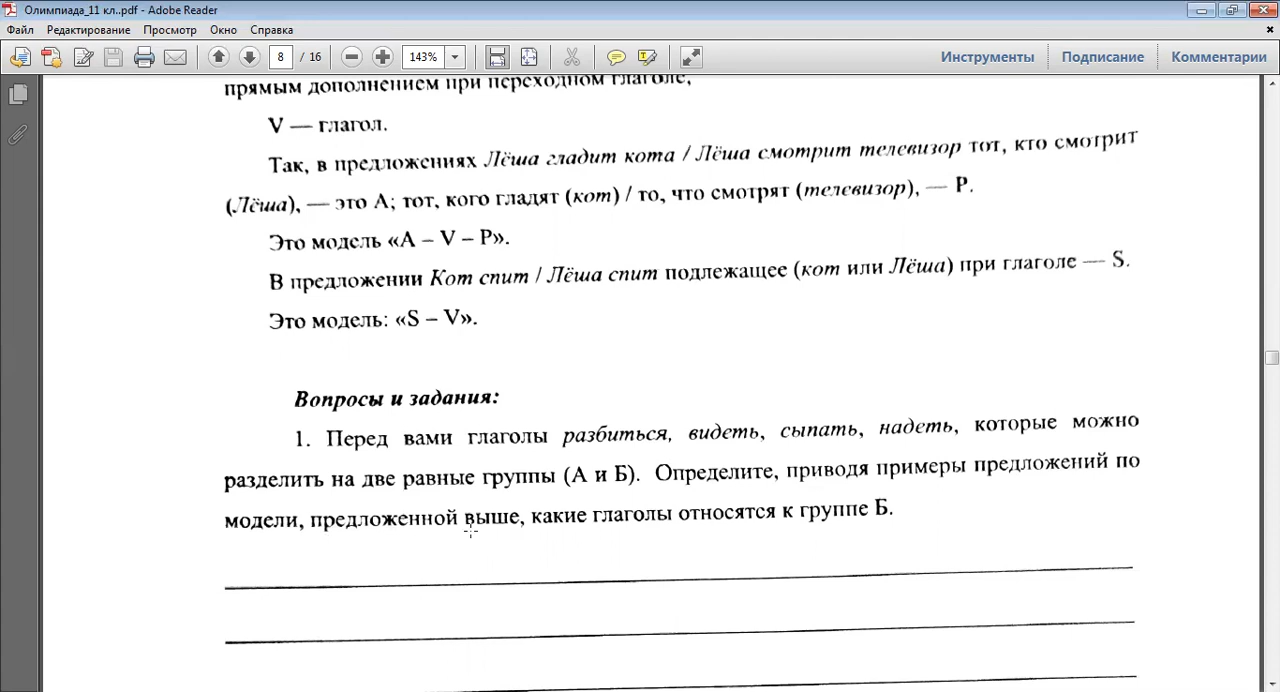 Олимпиада_11 кл..pdf - Adobe Reader
Файл Редактирование Просмотр Окно Справка
8 / 16 143% Инструменты Подписание Комментарии
прямым дополнением при переходном глаголе,
V — глагол.
Так, в предложениях Лёша гладит кота / Лёша смотрит телевизор тот, кто смотрит
(Лёша), — это А; тот, кого гладят (кот) / то, что смотрят (телевизор), — Р.
Это модель «А – V – P».
В предложении Кот спит / Лёша спит подлежащее (кот или Лёша) при глаголе — S.
Это модель: «S – V».
Вопросы и задания:
1. Перед вами глаголы разбиться, видеть, сыпать, надеть, которые можно
разделить на две равные группы (А и Б). Определите, приводя примеры предложений по
модели, предложенной выше, какие глаголы относятся к группе Б.